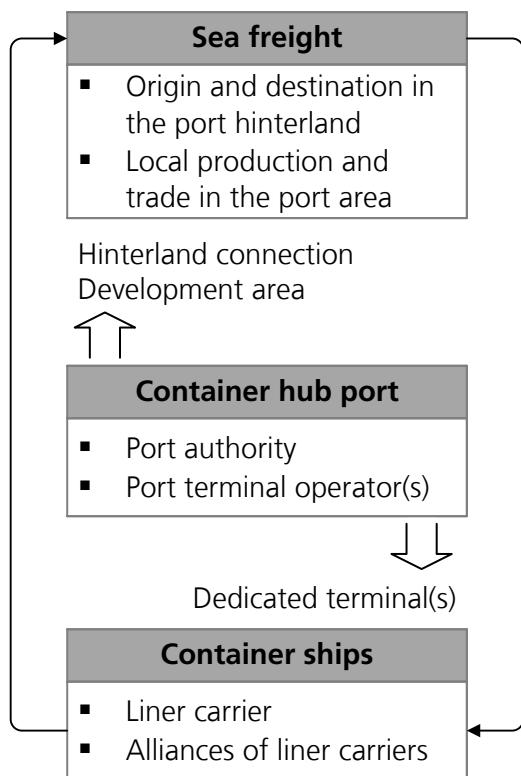 Sea freight
▪ Origin and destination in
the port hinterland
▪ Local production and
trade in the port area
Hinterland connection
Development area
Container hub port
▪ Port authority
▪ Port terminal operator(s)
Dedicated terminal(s)
Container ships
▪ Liner carrier
▪ Alliances of liner carriers